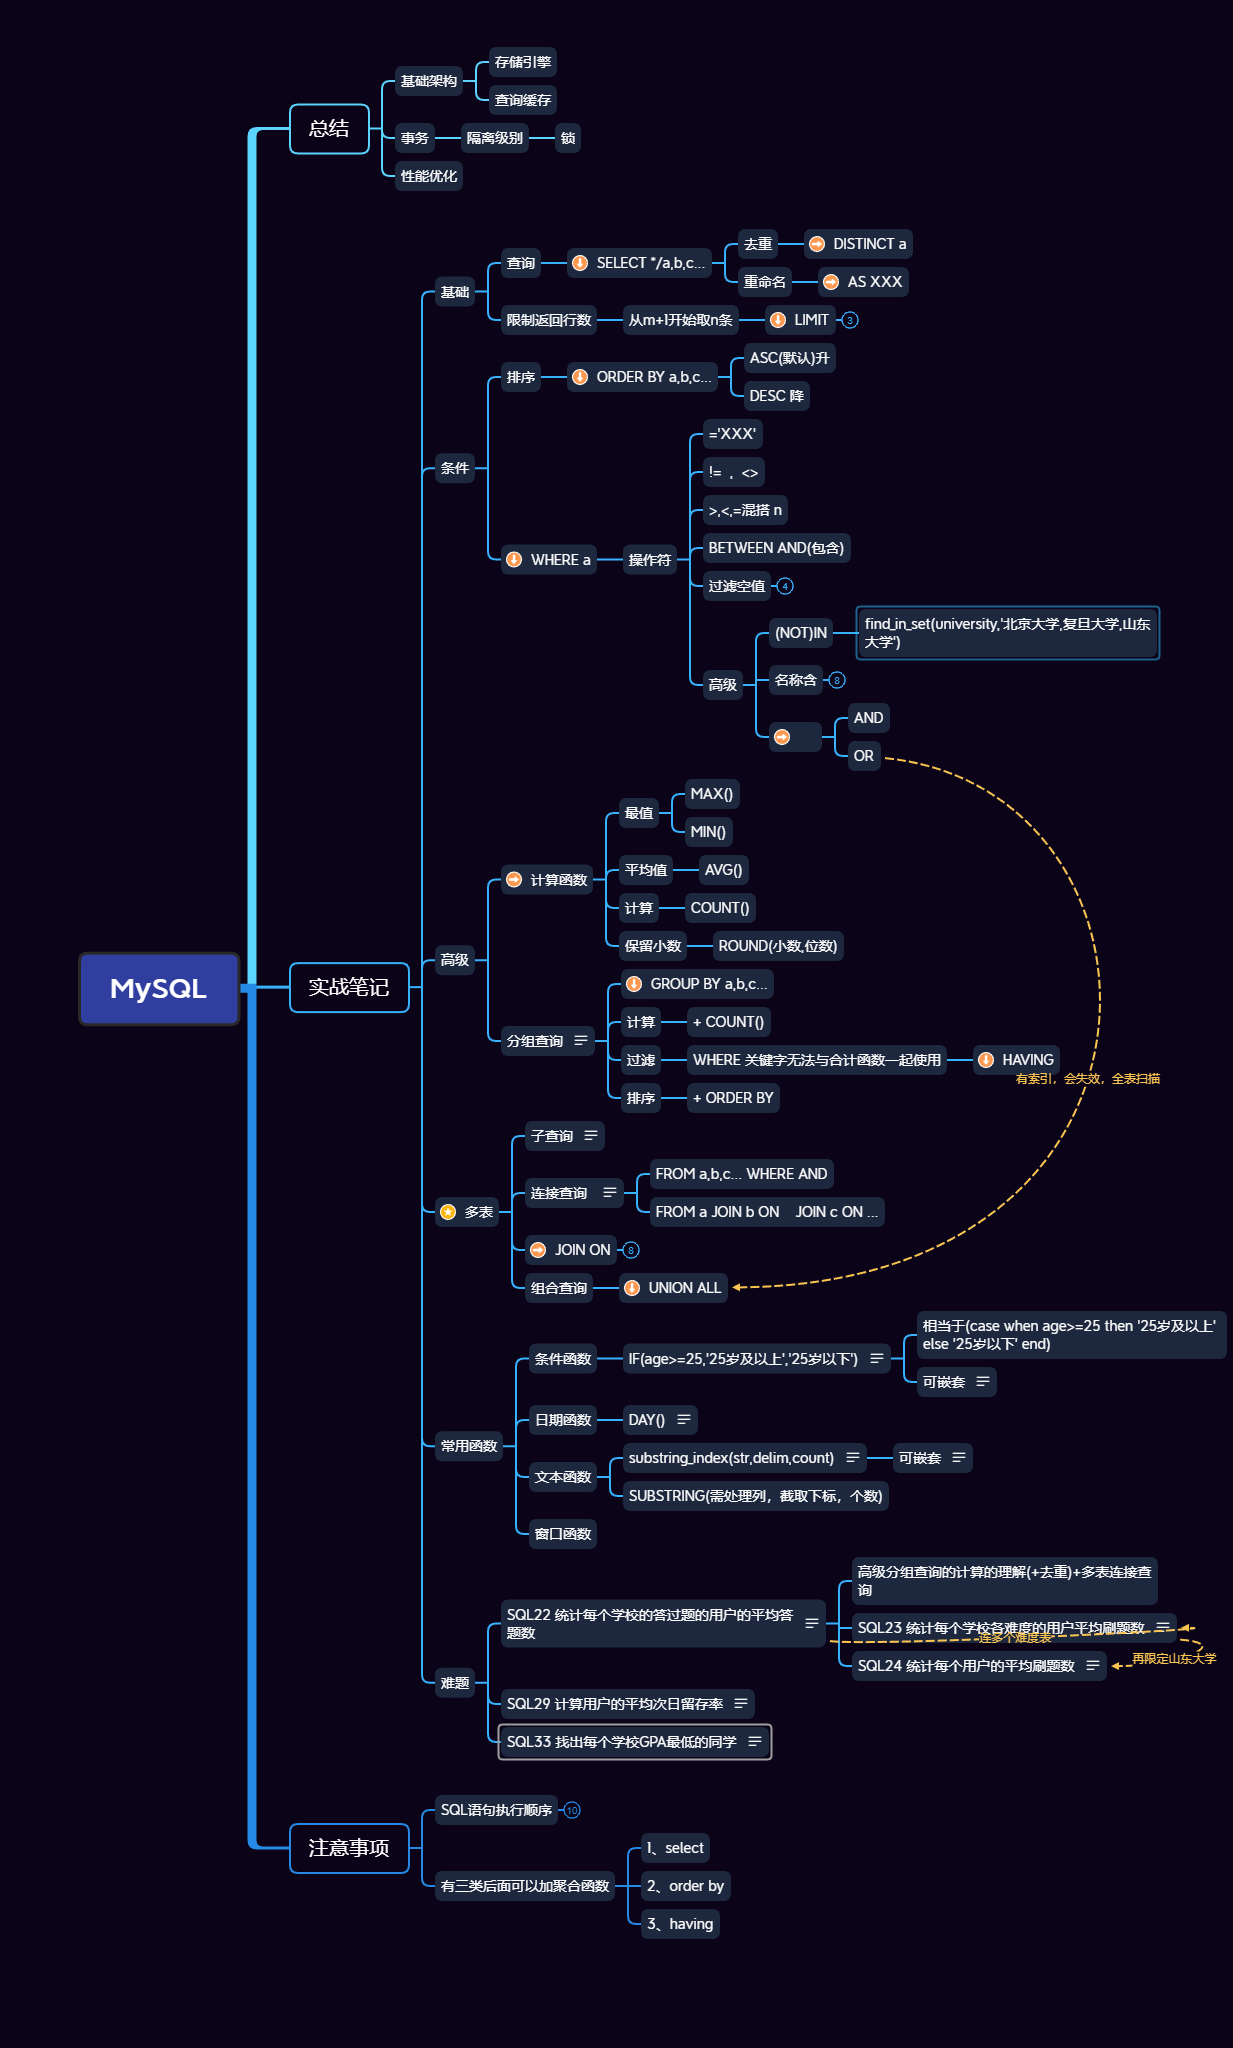 存储引擎
基础架构
查询缓存
总结
事务
隔离级别
锁
性能优化
去重
DISTINCT a
查询
SELECT */a,b,c...
重命名
AS XXX
基础
限制返回行数
从m+1开始取n条
LIMIT
3
ASC(默认)升
排序
ORDER BY a,b,c...
DESC 降
='XXX'
条件
!= , <>
>,<,=混搭 n
BETWEEN AND(包含)
WHERE a
操作符
过滤空值
4
(NOT)IN
find_in_set(university,'北京大学,复旦大学,山东
大学')
高级
名称含
8
AND
OR
MAX()
最值
MIN()
计算函数
平均值
AVG()
计算
COUNT()
保留小数
ROUND(小数,位数)
高级
MySQL
实战笔记
GROUP BY a,b,c...
计算
+ COUNT()
分组查询
过滤
WHERE 关键字无法与合计函数一起使用
HAVING
有索引，会失效，全表扫描
排序
+ ORDER BY
子查询
FROM a,b,c... WHERE AND
连接查询
多表
FROM a JOIN b ON JOIN c ON ...
JOIN ON
8
组合查询
UNION ALL
相当于(case when age>=25 then '25岁及以上'
else '25岁以下' end)
条件函数
IF(age>=25,'25岁及以上','25岁以下')
可嵌套
日期函数
DAY()
常用函数
substring_index(str,delim,count)
可嵌套
文本函数
SUBSTRING(需处理列，截取下标，个数)
窗口函数
高级分组查询的计算的理解(+去重)+多表连接查
询
SQL22 统计每个学校的答过题的用户的平均答
题数
SQL23 统计每个学校各难度的用户平均刷题数
连多个难度表
再限定山东大学
SQL24 统计每个用户的平均刷题数
难题
SQL29 计算用户的平均次日留存率
SQL33 找出每个学校GPA最低的同学
SQL语句执行顺序
10
注意事项
1、select
有三类后面可以加聚合函数
2、order by
3、having